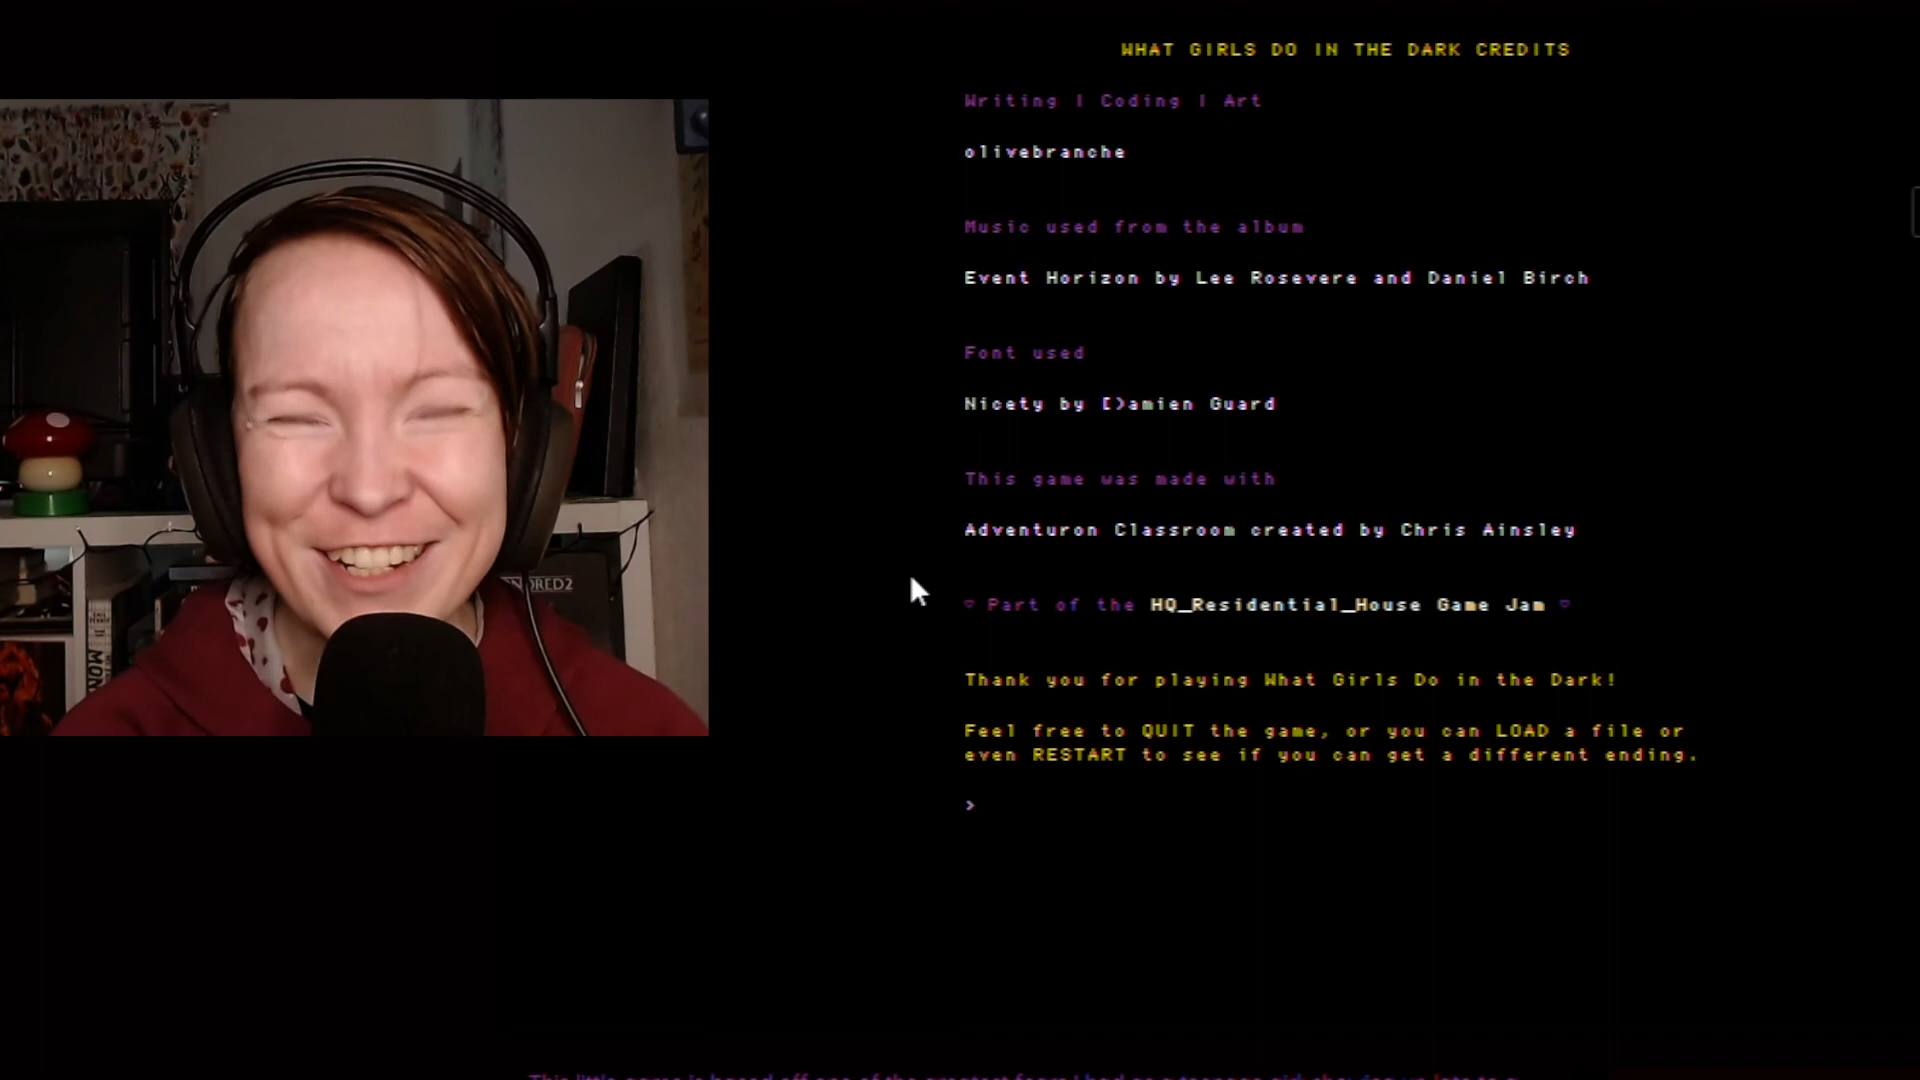 WHAT GIRLS DO IN THE DARK CREDITS
Writing | Coding | Art
olivebranche
Music used from the album
Event Horizon by Lee Rosevere and Daniel Birch
Font used
Nicety by [)amien Guard
This game was made with
Adventuron Classroom created by Chris Ainsley
♡ Part of the HQ_Residential_House Game Jam ♡
Thank you for playing What Girls Do in the Dark!
Feel free to QUIT the game, or you can LOAD a file or
even RESTART to see if you can get a different ending.
>